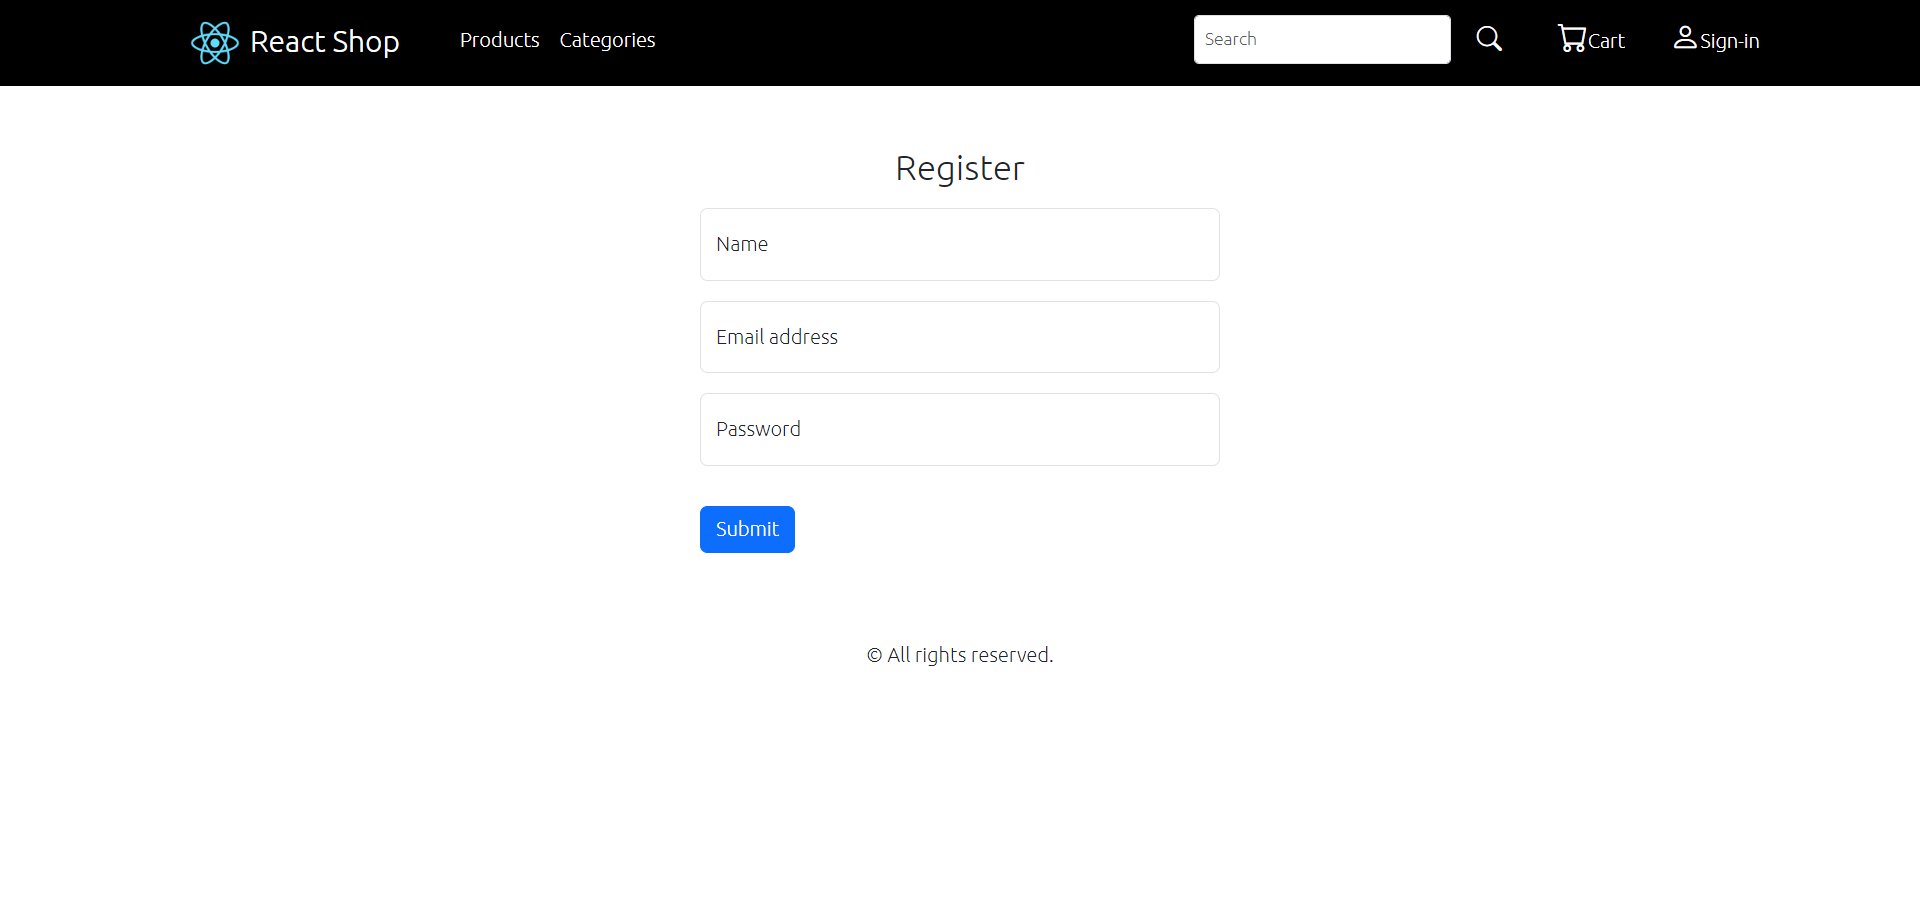 React Shop Products Categories Search Cart Sign-in
Register
Name
Email address
Password
Submit
© All rights reserved.